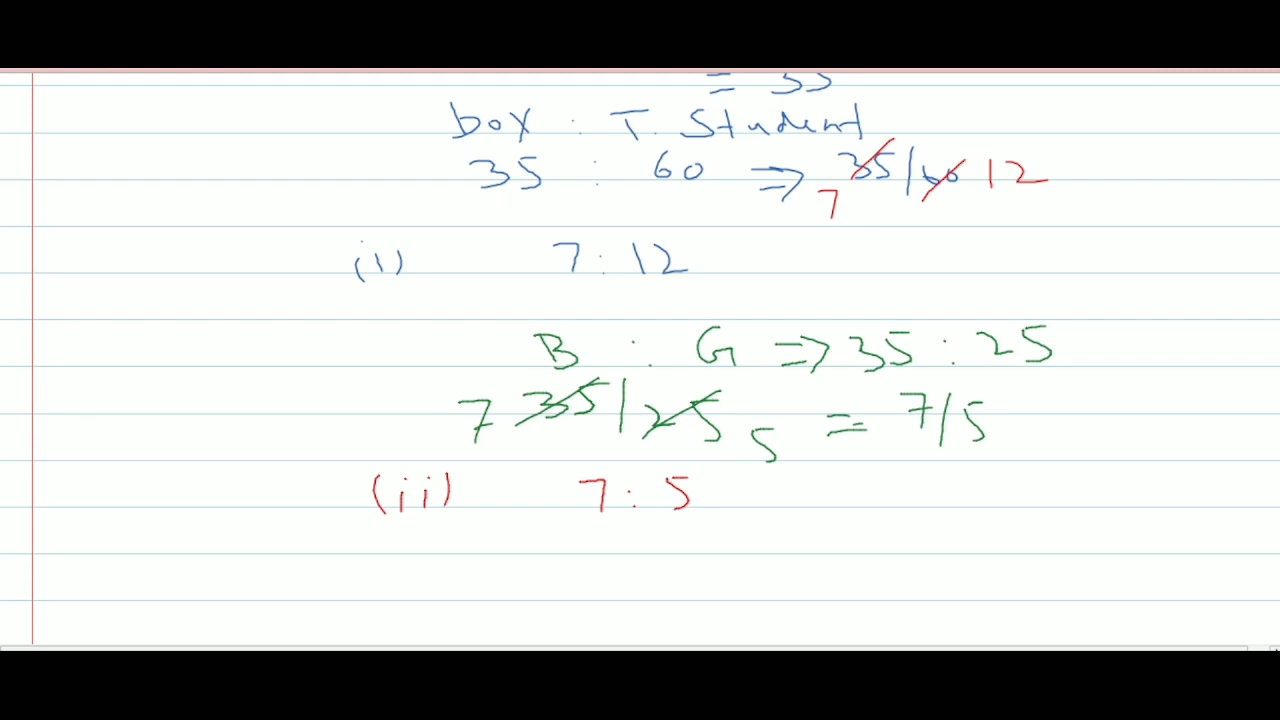 = 35
box : T. Student
35 : 60 => 35/60 12
7
(i) 7 : 12
B : G => 35 : 25
7 35/25 5 = 7/5
(ii) 7 : 5